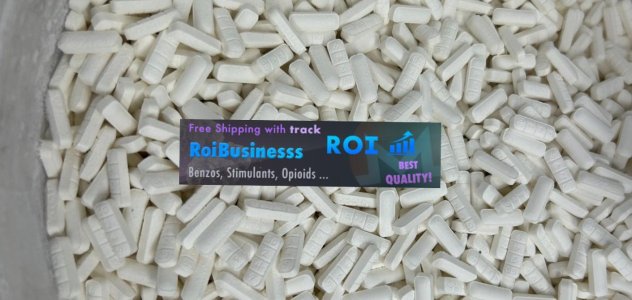 Free Shipping with track
RoiBusinesss
Benzos, Stimulants, Opioids ...
ROI
BEST
QUALITY!